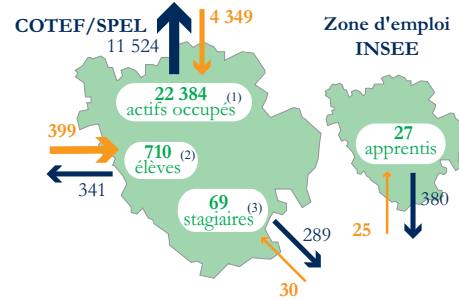 COTEF/SPEL
4 349
11 524
22 384 (1)
actifs occupés
399
710 (2)
élèves
341
69
stagiaires (3)
289
30
Zone d'emploi
INSEE
27
apprentis
380
25